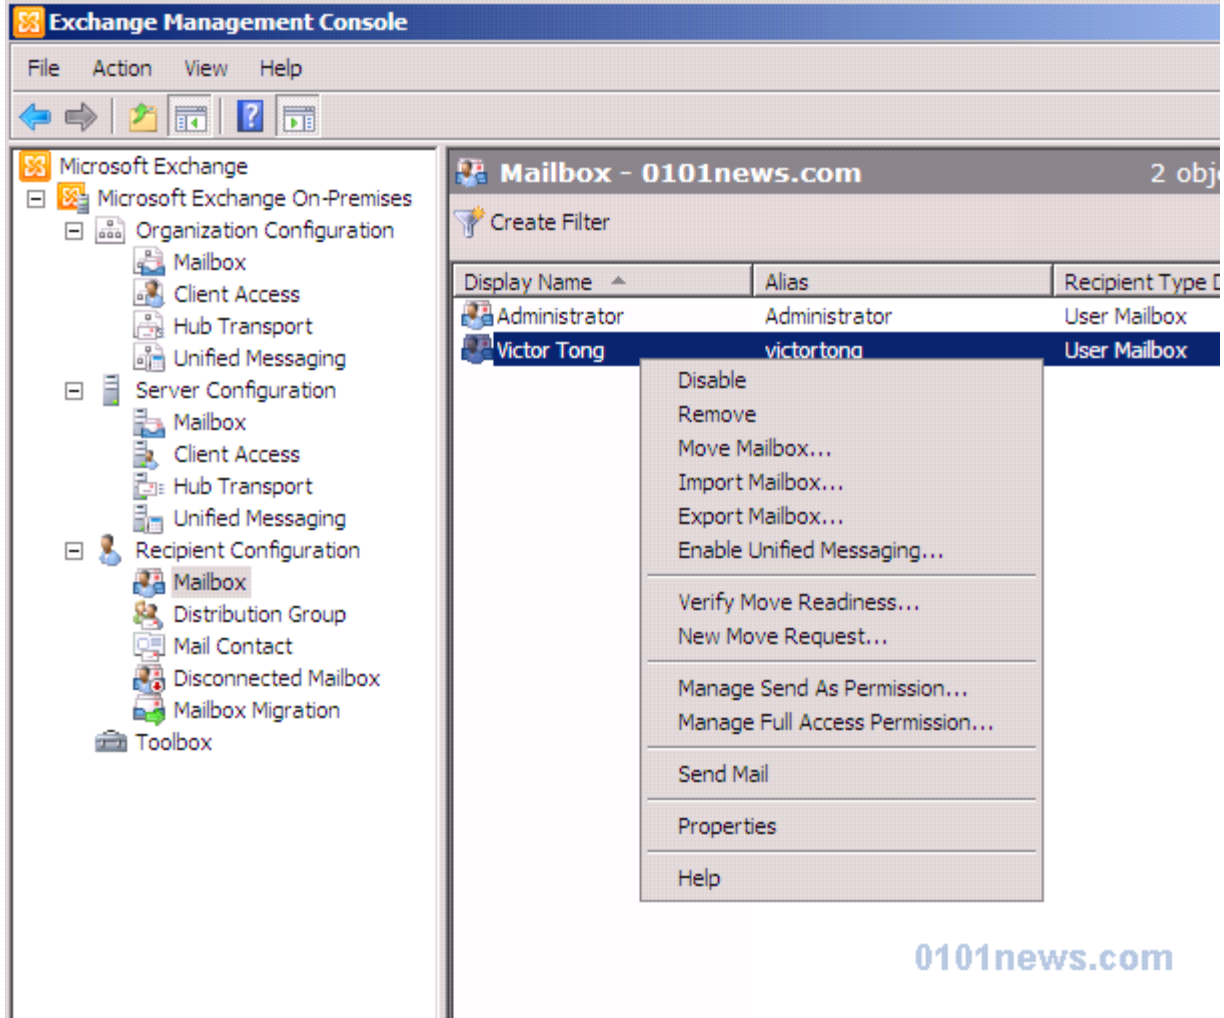 Exchange Management Console
File Action View Help
Microsoft Exchange
Microsoft Exchange On-Premises
Organization Configuration
Mailbox
Client Access
Hub Transport
Unified Messaging
Server Configuration
Mailbox
Client Access
Hub Transport
Unified Messaging
Recipient Configuration
Mailbox
Distribution Group
Mail Contact
Disconnected Mailbox
Mailbox Migration
Toolbox
Mailbox - 0101news.com 2 obj
Create Filter
Display Name Alias Recipient Type D
Administrator Administrator User Mailbox
Victor Tong victortong User Mailbox
Disable
Remove
Move Mailbox...
Import Mailbox...
Export Mailbox...
Enable Unified Messaging...
Verify Move Readiness...
New Move Request...
Manage Send As Permission...
Manage Full Access Permission...
Send Mail
Properties
Help
0101news.com